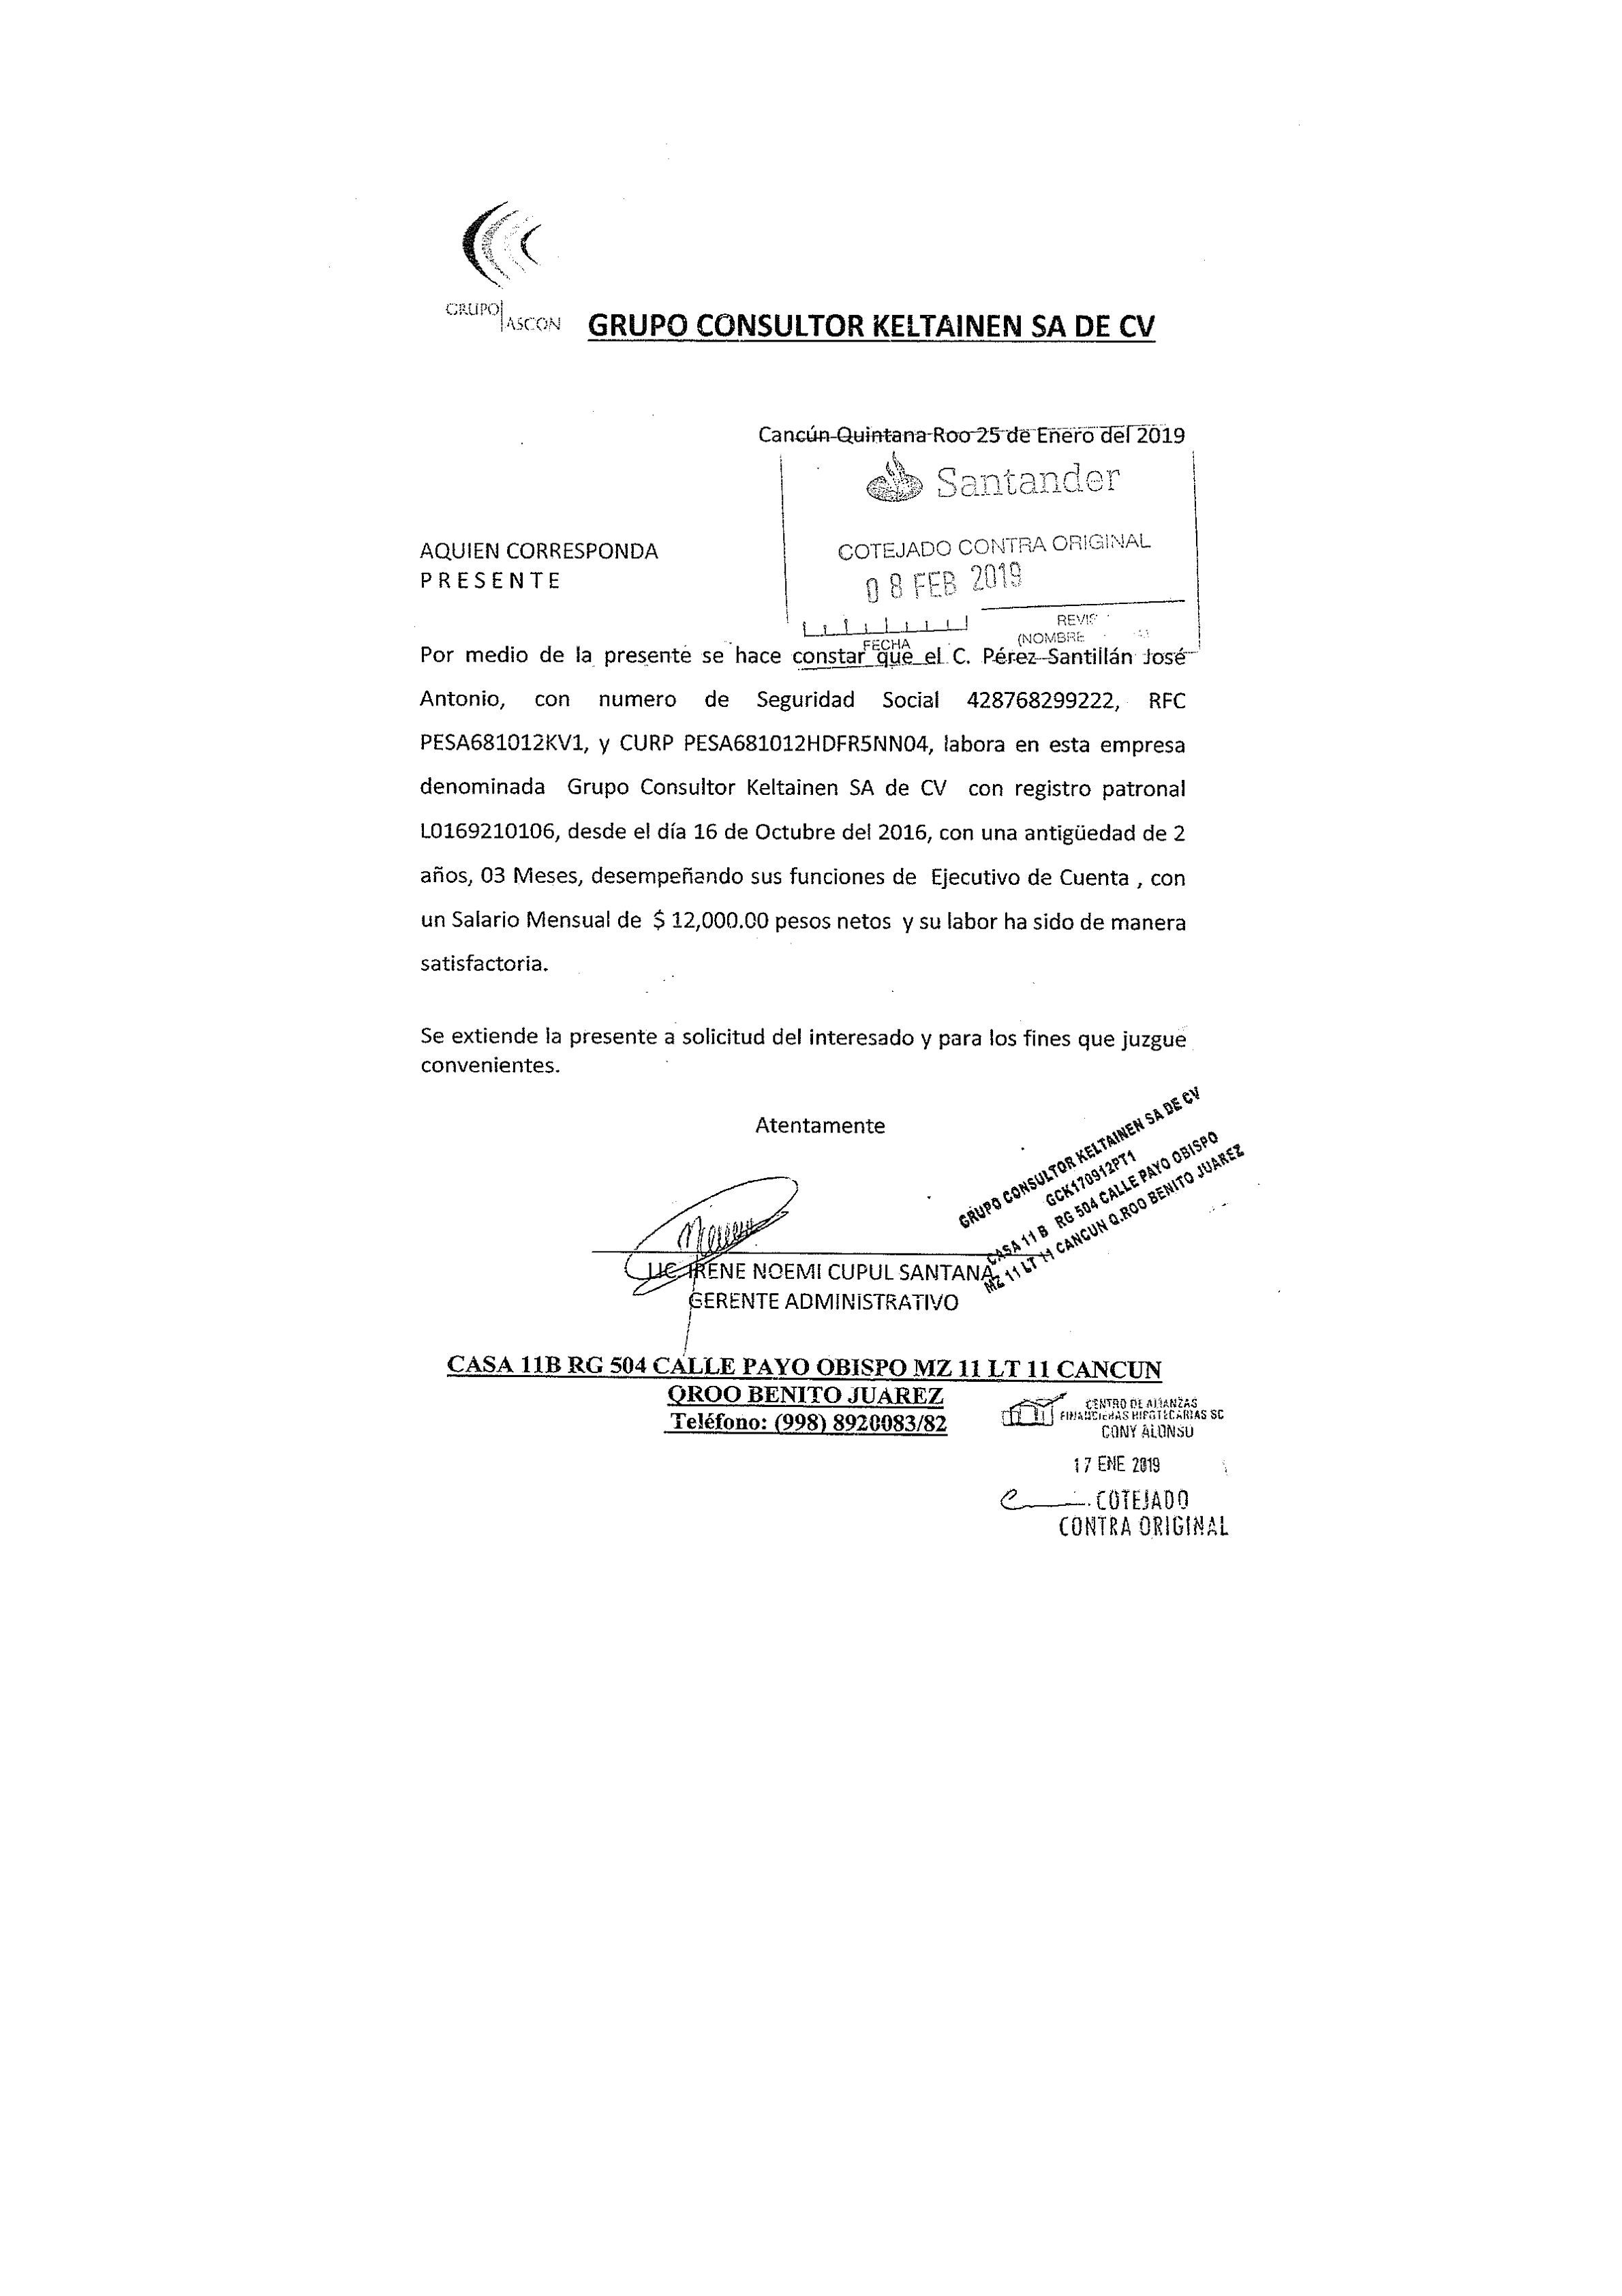 GRUPO ASCON
GRUPO CONSULTOR KELTAINEN SA DE CV
Cancún Quintana Roo 25 de Enero del 2019
Santander
COTEJADO CONTRA ORIGINAL
08 FEB 2019
FECHA
(NOMBRE
AQUIEN CORRESPONDA
PRESENTE
Por medio de la presente se hace constar que el C. Pérez Santillán José
Antonio, con numero de Seguridad Social 428768299222, RFC
PESA681012KV1, y CURP PESA681012HDFR5NN04, labora en esta empresa
denominada Grupo Consultor Keltainen SA de CV con registro patronal
L0169210106, desde el día 16 de Octubre del 2016, con una antigüedad de 2
años, 03 Meses, desempeñando sus funciones de Ejecutivo de Cuenta , con
un Salario Mensual de $ 12,000.00 pesos netos y su labor ha sido de manera
satisfactoria.
Se extiende la presente a solicitud del interesado y para los fines que juzgue
convenientes.
Atentamente
GRUPO CONSULTOR KELTAINEN SA DE CV
GCK170912PT1
CASA 11 B RG 504 CALLE PAYO OBISPO
MZ 11 LT 11 CANCUN Q.ROO BENITO JUAREZ
LIC. IRENE NOEMI CUPUL SANTANA
GERENTE ADMINISTRATIVO
CASA 11B RG 504 CALLE PAYO OBISPO MZ 11 LT 11 CANCUN
QROO BENITO JUAREZ
Teléfono: (998) 8920083/82
CENTRO DE ALIANZAS
FINANCIERAS HIPOTECARIAS SC
CONY ALONSO
17 ENE 2019
COTEJADO
CONTRA ORIGINAL